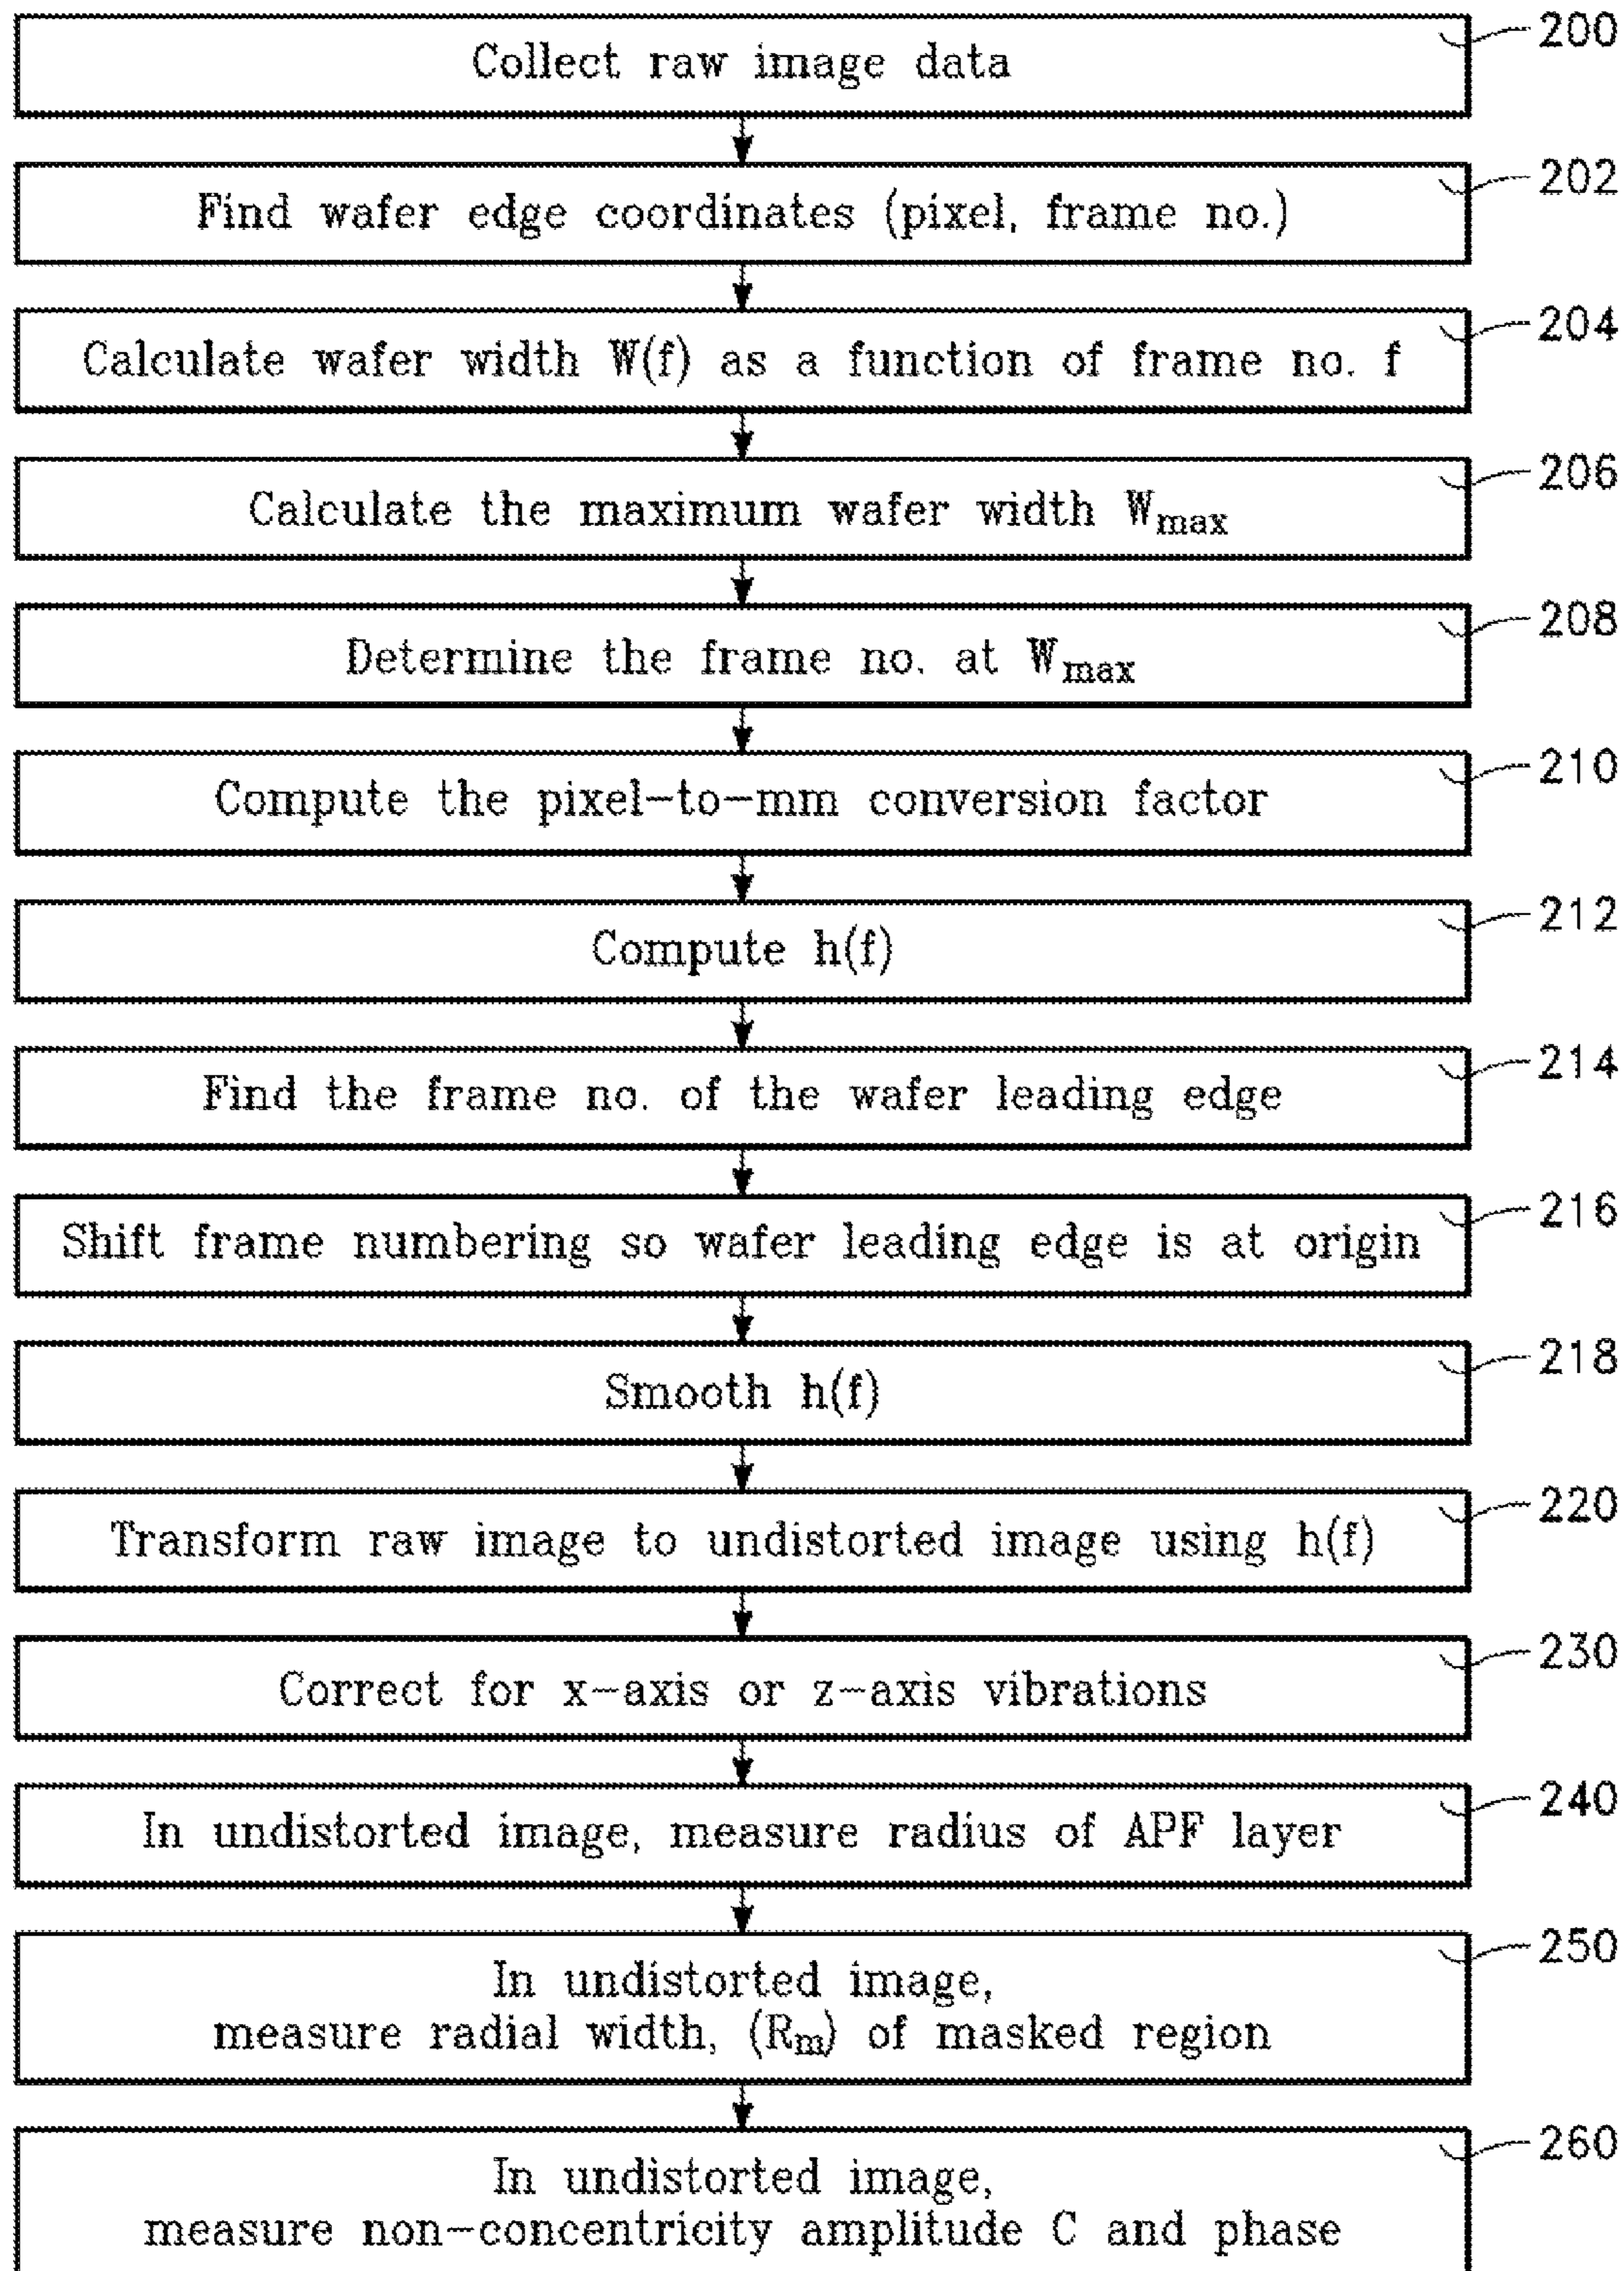 200
Collect raw image data
202
Find wafer edge coordinates (pixel, frame no.)
204
Calculate wafer width W(f) as a function of frame no. f
206
Calculate the maximum wafer width Wmax
208
Determine the frame no. at Wmax
210
Compute the pixel-to-mm conversion factor
212
Compute h(f)
214
Find the frame no. of the wafer leading edge
216
Shift frame numbering so wafer leading edge is at origin
218
Smooth h(f)
220
Transform raw image to undistorted image using h(f)
230
Correct for x-axis or z-axis vibrations
240
In undistorted image, measure radius of APF layer
250
In undistorted image,
measure radial width, (Rm) of masked region
260
In undistorted image,
measure non-concentricity amplitude C and phase